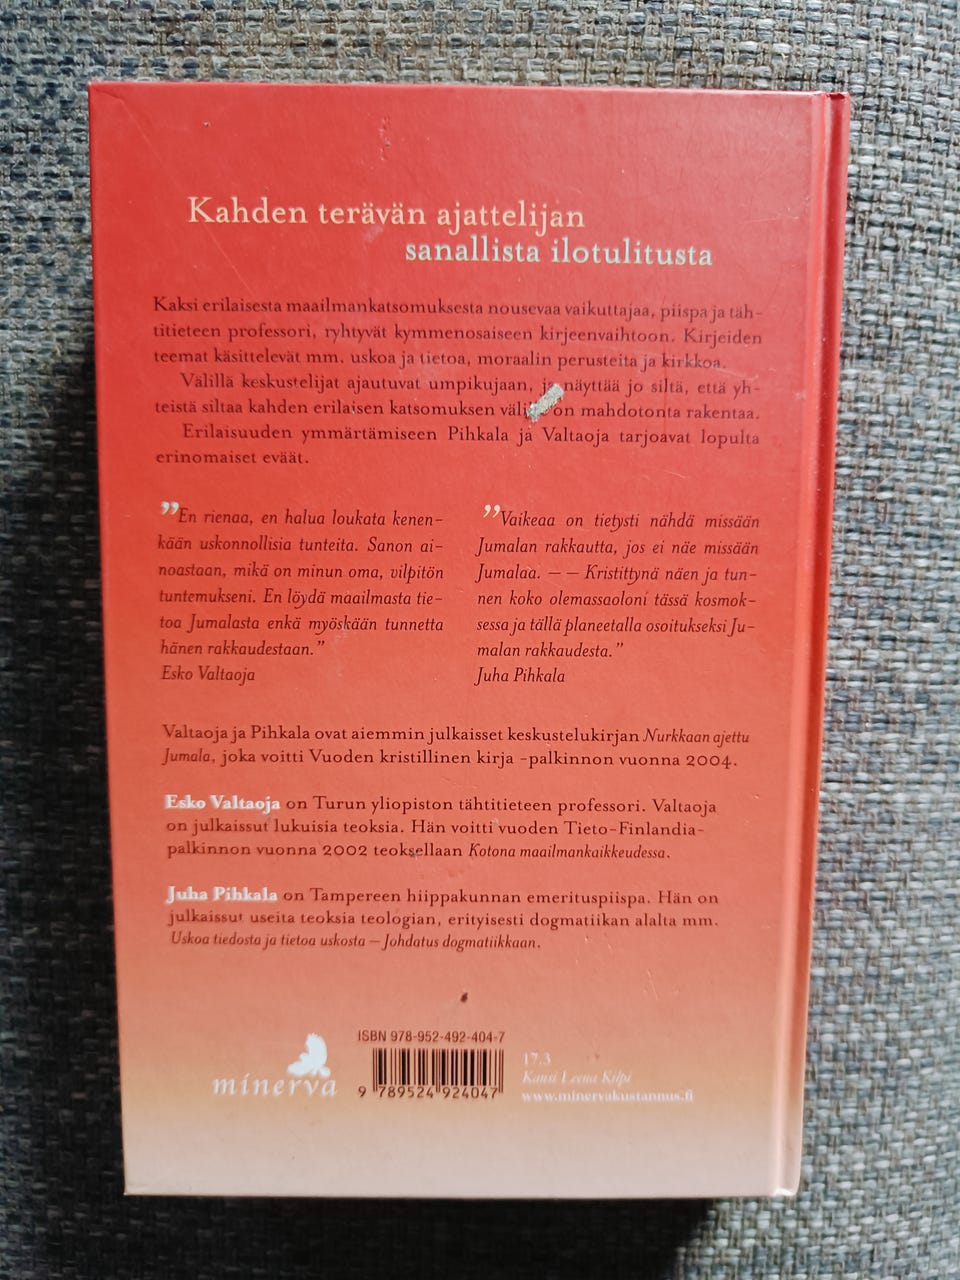 Kahden terävän ajattelijan
sanallista ilotulitusta
Kaksi erilaisesta maailmankatsomuksesta nousevaa vaikuttajaa, piispa ja täh-
titieteen professori, ryhtyvät kymmenosaiseen kirjeenvaihtoon. Kirjeiden
teemat käsittelevät mm. uskoa ja tietoa, moraalin perusteita ja kirkkoa.
Välillä keskustelijat ajautuvat umpikujaan, ja näyttää jo siltä, että yh-
teistä siltaa kahden erilaisen katsomuksen on mahdotonta rakentaa.
Erilaisuuden ymmärtämiseen Pihkala ja Valtaoja tarjoavat lopulta
erinomaiset eväät.
”En rienaa, en halua loukata kenen-
kään uskonnollisia tunteita. Sanon ai-
noastaan, mikä on minun oma, vilpitön
tuntemukseni. En löydä maailmasta tie-
toa Jumalasta enkä myöskään tunnetta
hänen rakkaudestaan.”
Esko Valtaoja
”Vaikeaa on tietysti nähdä missään
Jumalan rakkautta, jos ei näe missään
Jumalaa. — — Kristittynä näen ja tun-
nen koko olemassaoloni tässä kosmok-
sessa ja tällä planeetalla osoitukseksi Ju-
malan rakkaudesta.”
Juha Pihkala
Valtaoja ja Pihkala ovat aiemmin julkaisset keskustelukirjan Nurkkaan ajettu
Jumala, joka voitti Vuoden kristillinen kirja -palkinnon vuonna 2004.
Esko Valtaoja on Turun yliopiston tähtitieteen professori. Valtaoja
on julkaissut lukuisia teoksia. Hän voitti vuoden Tieto-Finlandia-
palkinnon vuonna 2002 teoksellaan Kotona maailmankaikkeudessa.
Juha Pihkala on Tampereen hiippakunnan emerituspiispa. Hän on
julkaissut useita teoksia teologian, erityisesti dogmatiikan alalta mm.
Uskoa tiedosta ja tietoa uskosta — Johdatus dogmatiikkaan.
minerva
ISBN 978-952-492-404-7
9 789524 924047
17.3
Kansi Leena Kilpi
www.minervakustannus.fi